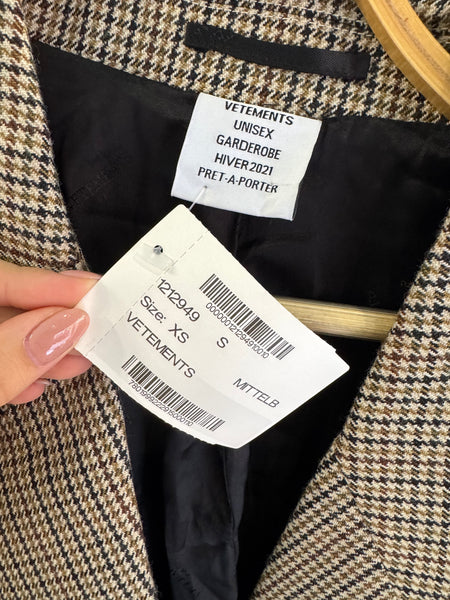 VETEMENTS
UNISEX
GARDEROBE
HIVER 2021
PRET-A-PORTER
1212949 S
Size: XS
VETEMENTS
MITTELB